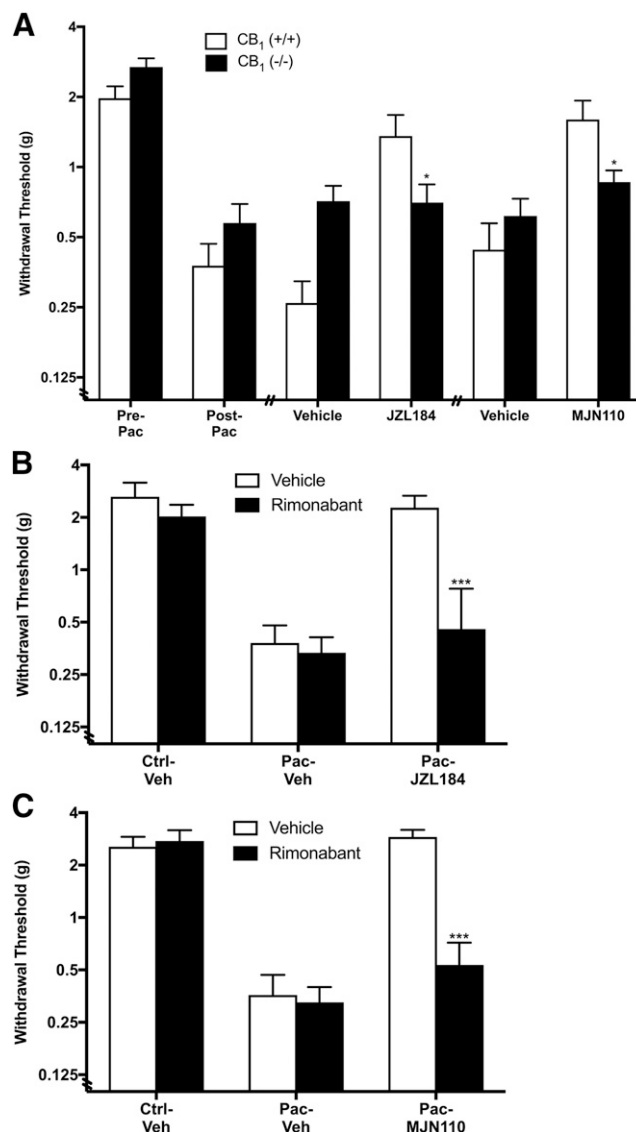 A
CB₁ (+/+)
CB₁ (-/-)
Withdrawal Threshold (g)
4
2
1
0.5
0.25
0.125
*
*
Pre-
Pac
Post-
Pac
Vehicle
JZL184
Vehicle
MJN110
B
Vehicle
Rimonabant
Withdrawal Threshold (g)
4
2
1
0.5
0.25
0.125
***
Ctrl-
Veh
Pac-
Veh
Pac-
JZL184
C
Vehicle
Rimonabant
Withdrawal Threshold (g)
4
2
1
0.5
0.25
0.125
***
Ctrl-
Veh
Pac-
Veh
Pac-
MJN110